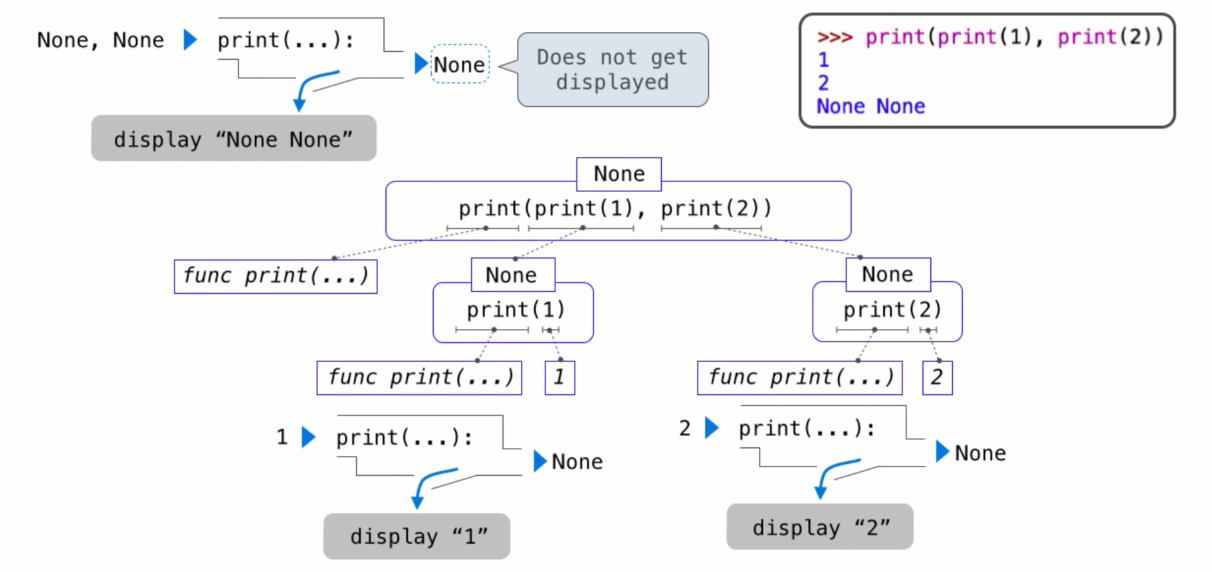 None, None print(...):
None
Does not get
displayed
display “None None”
>>> print(print(1), print(2))
1
2
None None
None
print(print(1), print(2))
func print(...)
None
print(1)
func print(...)
1
1 print(...):
None
display “1”
None
print(2)
func print(...)
2
2 print(...):
None
display “2”